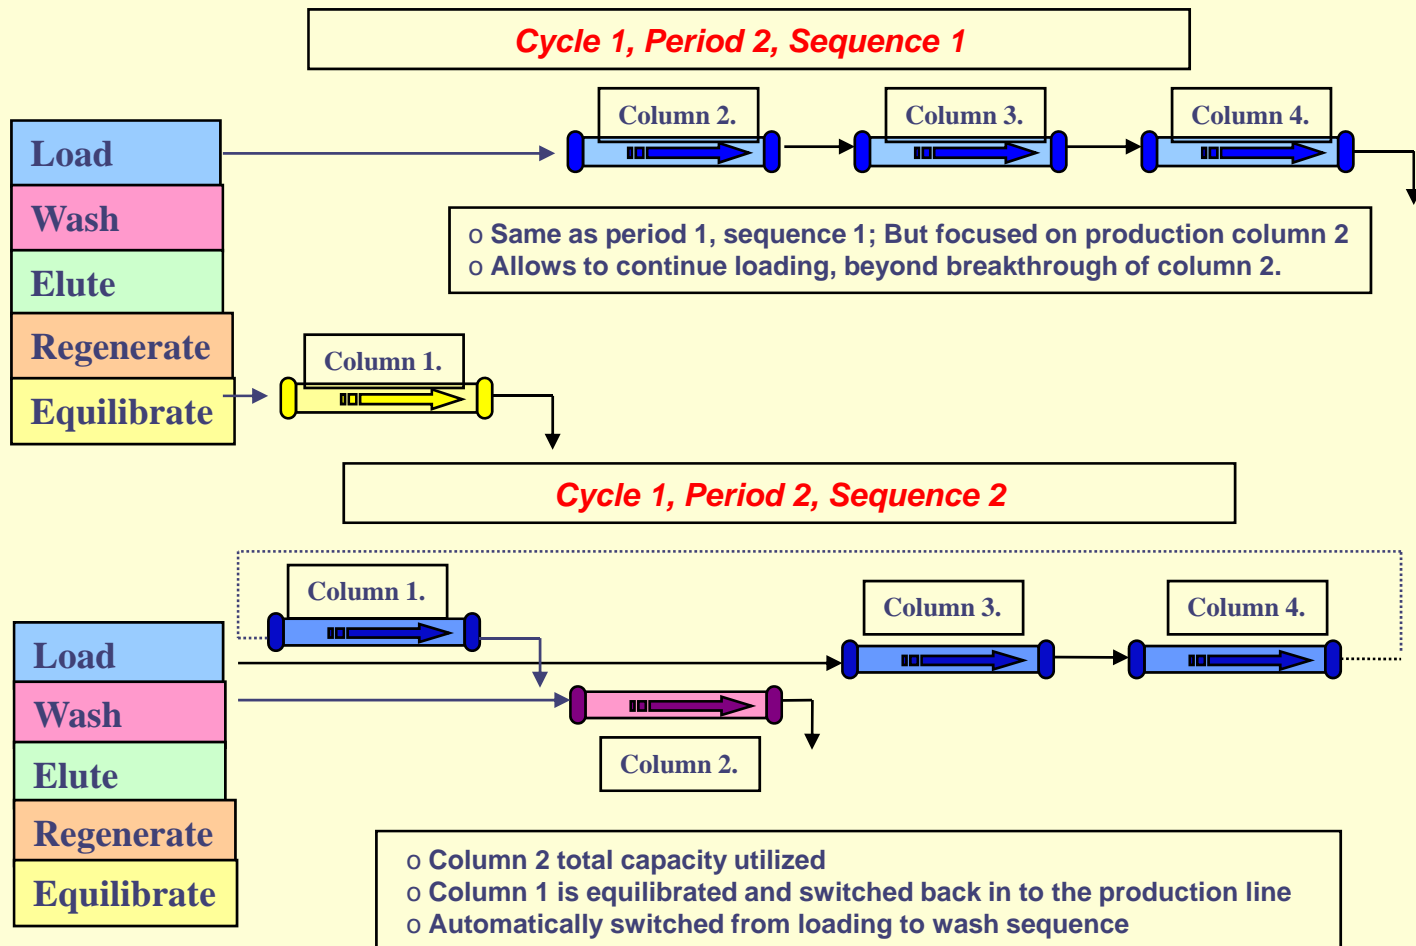 Cycle 1, Period 2, Sequence 1
Column 2.
Column 3.
Column 4.
Load
Wash
Elute
Regenerate
Equilibrate
o Same as period 1, sequence 1; But focused on production column 2
o Allows to continue loading, beyond breakthrough of column 2.
Column 1.
Cycle 1, Period 2, Sequence 2
Column 1.
Column 3.
Column 4.
Load
Wash
Elute
Regenerate
Equilibrate
Column 2.
o Column 2 total capacity utilized
o Column 1 is equilibrated and switched back in to the production line
o Automatically switched from loading to wash sequence